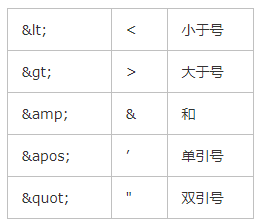 &lt; < 小于号
&gt; > 大于号
&amp; & 和
&apos; ’ 单引号
&quot; " 双引号